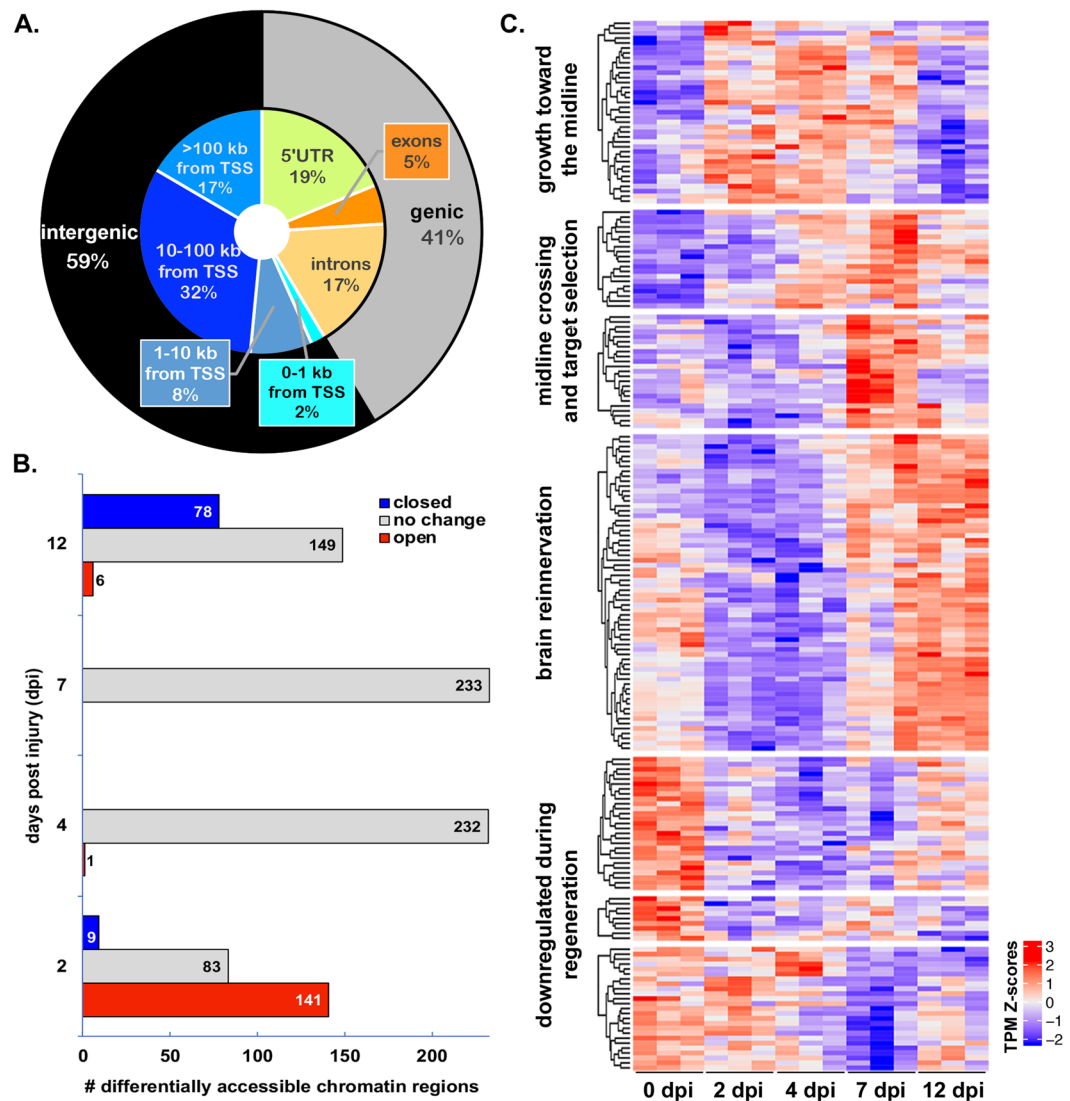 A.
>100 kb
from TSS
17%
5'UTR
19%
exons
5%
genic
41%
intergenic
59%
10-100 kb
from TSS
32%
introns
17%
1-10 kb
from TSS
8%
0-1 kb
from TSS
2%
B.
closed
no change
open
78
149
6
233
232
1
9
83
141
12
7
4
2
days post injury (dpi)
0
50
100
150
200
# differentially accessible chromatin regions
C.
growth toward
the midline
midline crossing
and target selection
brain reinnervation
downregulated during
regeneration
TPM Z-scores
3
2
1
0
−1
−2
0 dpi
2 dpi
4 dpi
7 dpi
12 dpi